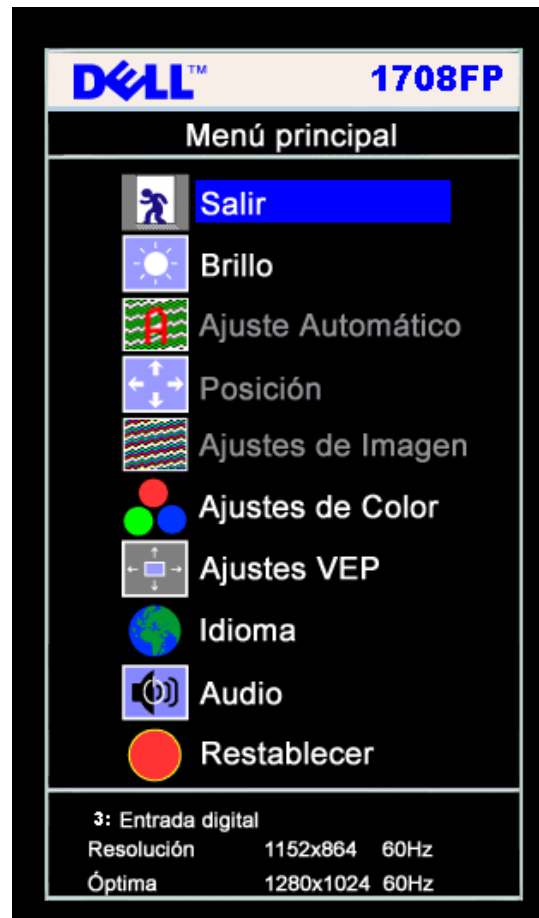 DELL™ 1708FP
Menú principal
Salir
Brillo
Ajuste Automático
Posición
Ajustes de Imagen
Ajustes de Color
Ajustes VEP
Idioma
Audio
Restablecer
3: Entrada digital
Resolución 1152x864 60Hz
Óptima 1280x1024 60Hz